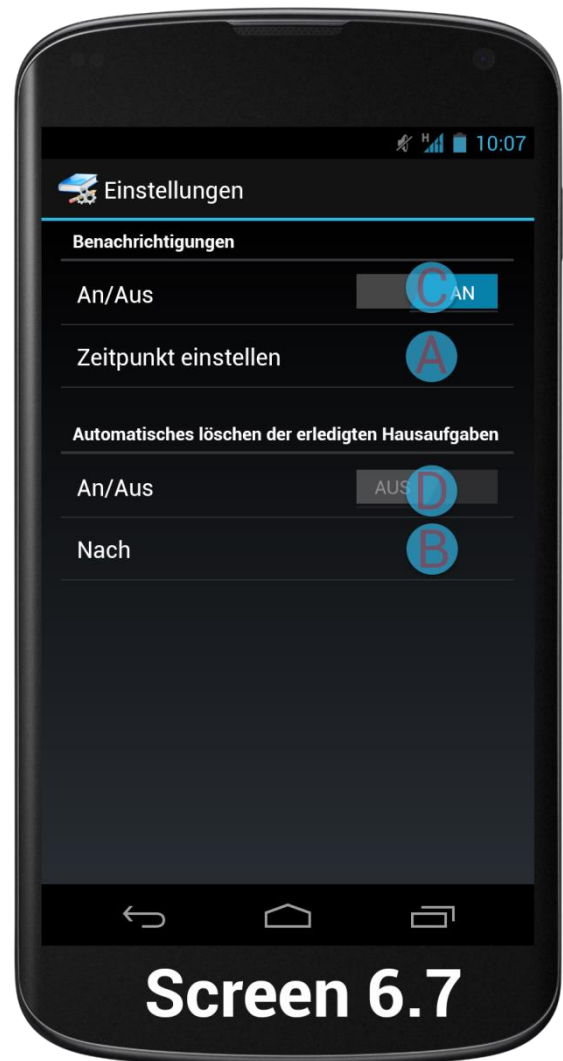 H 10:07
Einstellungen
Benachrichtigungen
An/Aus C AN
Zeitpunkt einstellen A
Automatisches löschen der erledigten Hausaufgaben
An/Aus AUS D
Nach B
Screen 6.7